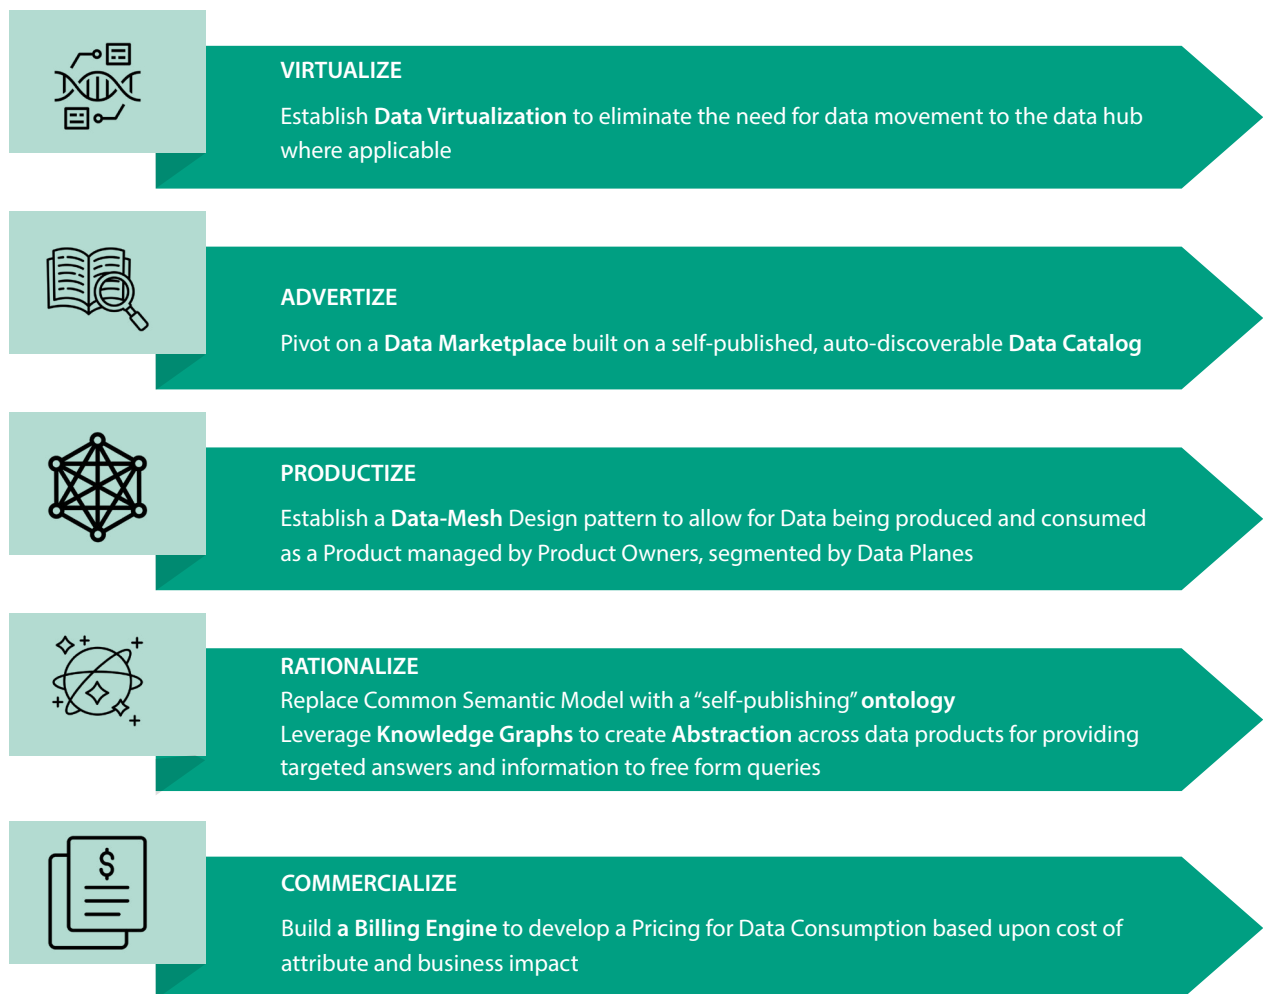 VIRTUALIZE
Establish Data Virtualization to eliminate the need for data movement to the data hub
where applicable
ADVERTIZE
Pivot on a Data Marketplace built on a self-published, auto-discoverable Data Catalog
PRODUCTIZE
Establish a Data-Mesh Design pattern to allow for Data being produced and consumed
as a Product managed by Product Owners, segmented by Data Planes
RATIONALIZE
Replace Common Semantic Model with a “self-publishing” ontology
Leverage Knowledge Graphs to create Abstraction across data products for providing
targeted answers and information to free form queries
$
COMMERCIALIZE
Build a Billing Engine to develop a Pricing for Data Consumption based upon cost of
attribute and business impact